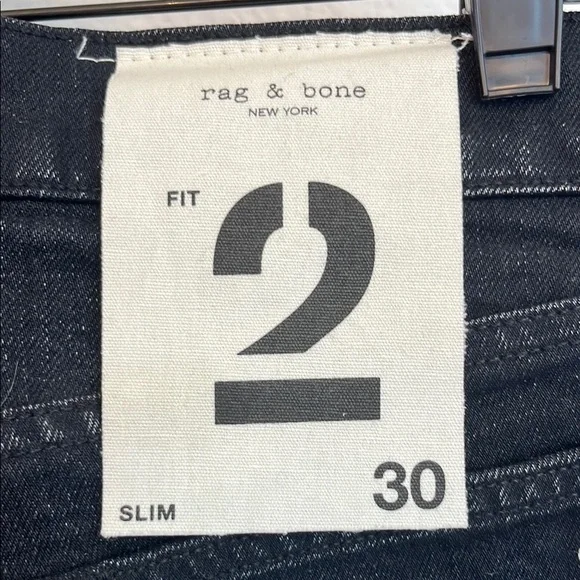 rag & bone
NEW YORK
FIT
2
30
SLIM